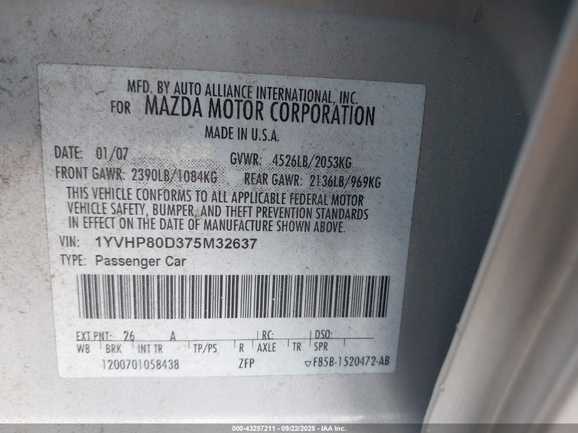 MFD. BY AUTO ALLIANCE INTERNATIONAL, INC.
FOR MAZDA MOTOR CORPORATION
MADE IN U.S.A.
DATE: 01/07 GVWR: 4526LB/2053KG
FRONT GAWR: 2390LB/1084KG REAR GAWR: 2136LB/969KG
THIS VEHICLE CONFORMS TO ALL APPLICABLE FEDERAL MOTOR
VEHICLE SAFETY, BUMPER, AND THEFT PREVENTION STANDARDS
IN EFFECT ON THE DATE OF MANUFACTURE SHOWN ABOVE.
VIN: 1YVHP80D375M32637
TYPE: Passenger Car
EXT PNT: 26 A RC: DSO:
WB BRK INT TR TP/PS R AXLE TR SPR
1200701058438 ZFP ▽F85B-1520472-AB
000-43257211 - 09/22/2025 - IAAI.COM